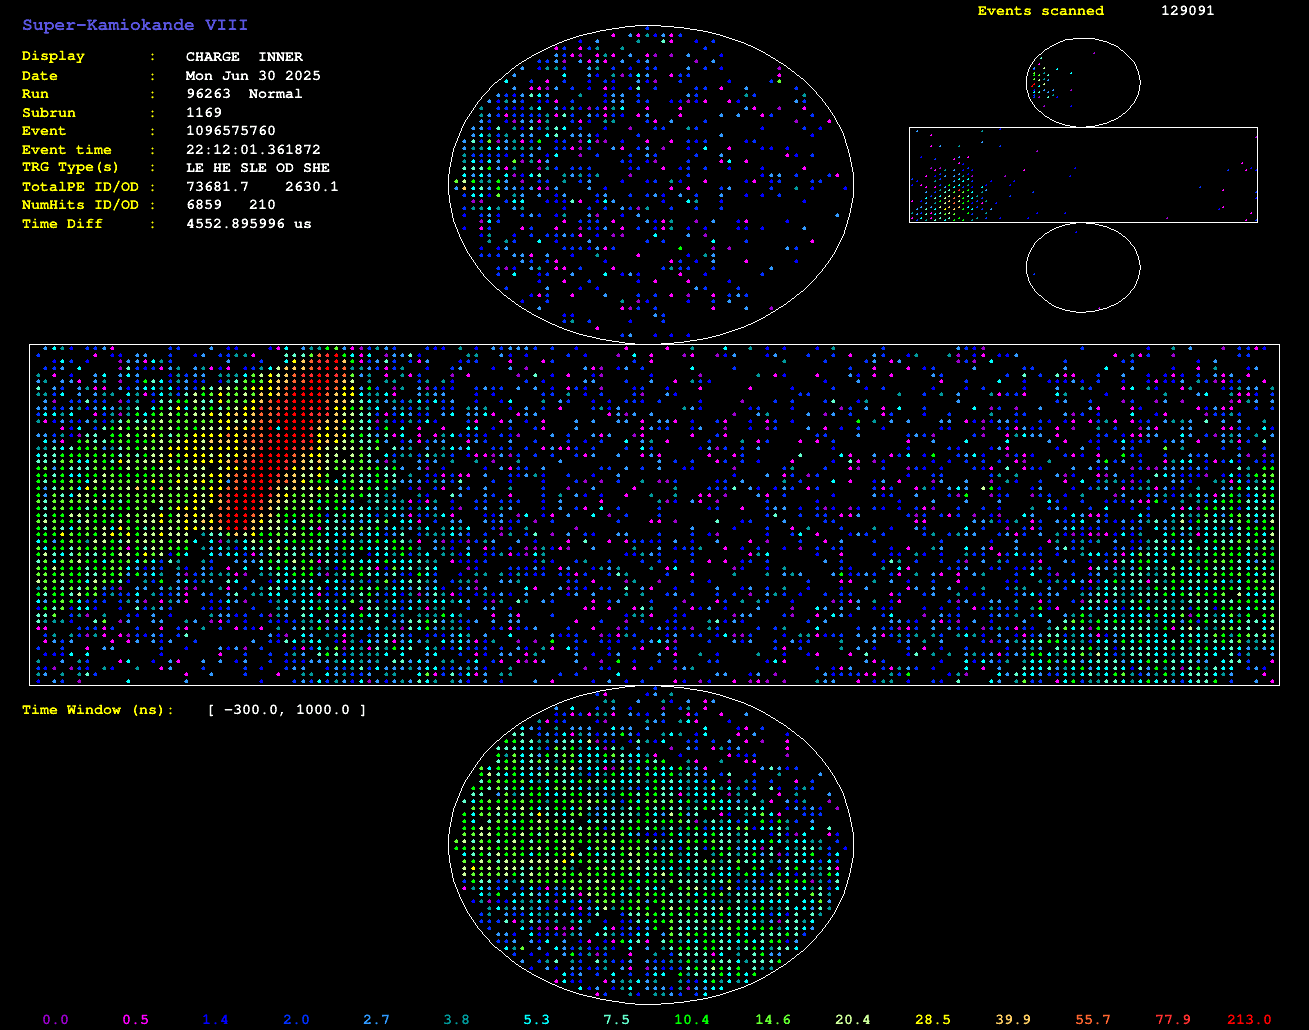 Super-Kamiokande VIII
Events scanned 129091
Display : CHARGE INNER
Date : Mon Jun 30 2025
Run : 96263 Normal
Subrun : 1169
Event : 1096575760
Event time : 22:12:01.361872
TRG Type(s) : LE HE SLE OD SHE
TotalPE ID/OD : 73681.7 2630.1
NumHits ID/OD : 6859 210
Time Diff : 4552.895996 us
Time Window (ns): [ -300.0, 1000.0 ]
0.0 0.5 1.4 2.0 2.7 3.8 5.3 7.5 10.4 14.6 20.4 28.5 39.9 55.7 77.9 213.0